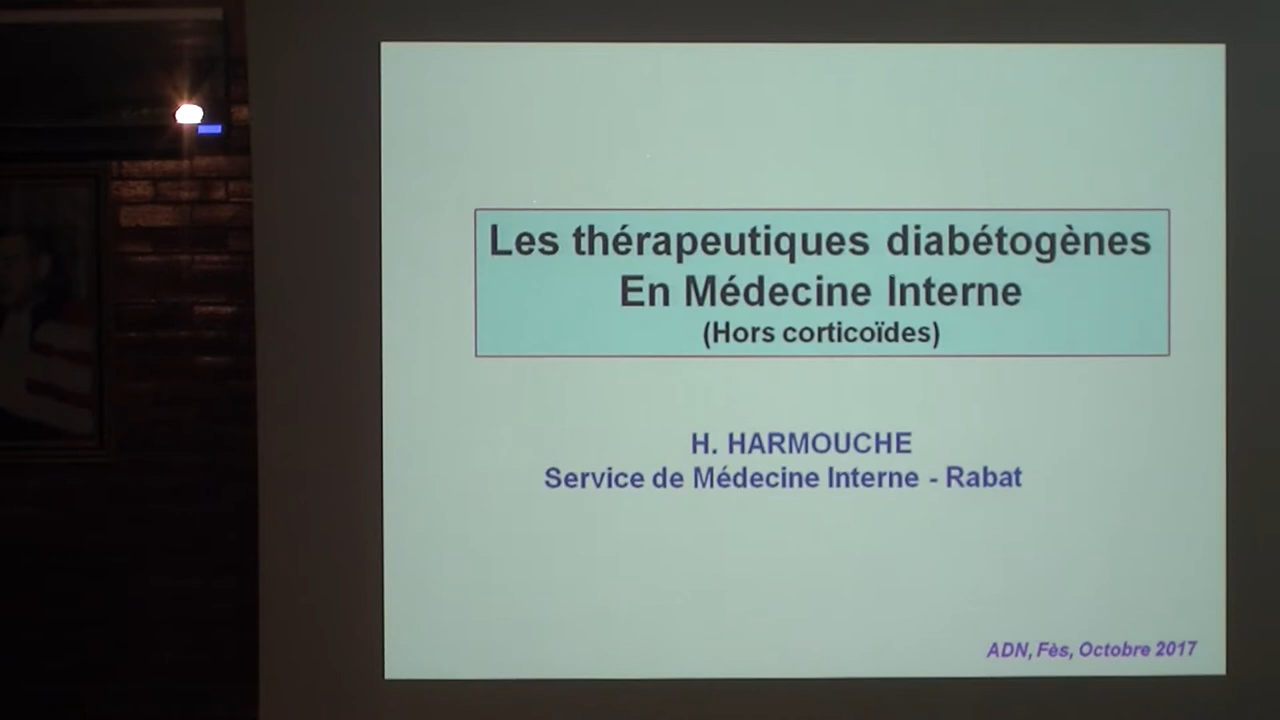 Les thérapeutiques diabétogènes
En Médecine Interne
(Hors corticoïdes)
H. HARMOUCHE
Service de Médecine Interne - Rabat
ADN, Fès, Octobre 2017